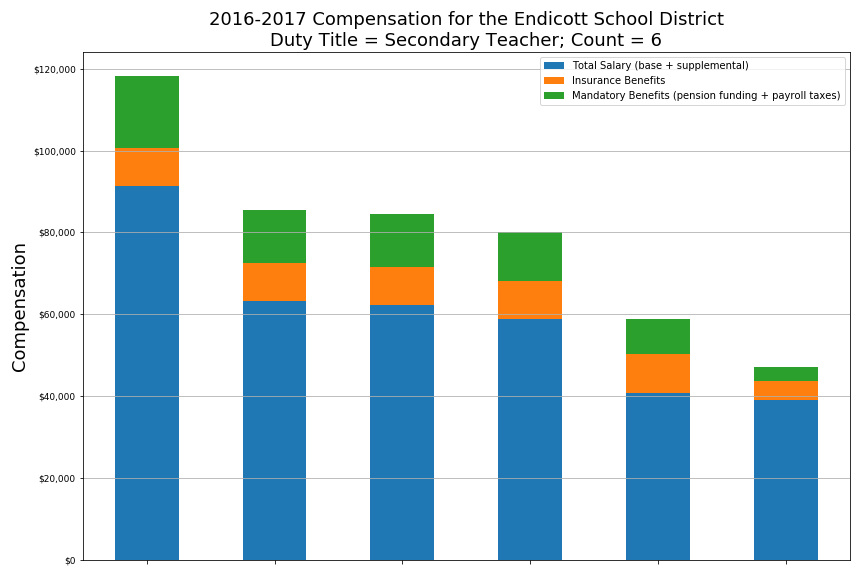 2016-2017 Compensation for the Endicott School District
Duty Title = Secondary Teacher; Count = 6
Total Salary (base + supplemental)
Insurance Benefits
Mandatory Benefits (pension funding + payroll taxes)
Compensation
$120,000
$100,000
$80,000
$60,000
$40,000
$20,000
$0